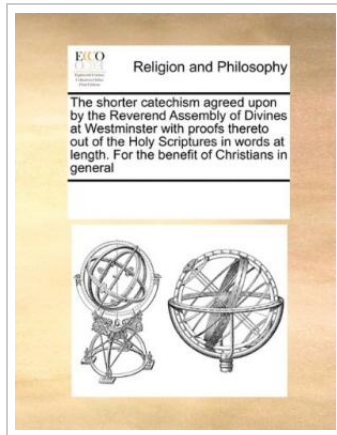 ECCO
Religion and Philosophy
The shorter catechism agreed upon
by the Reverend Assembly of Divines
at Westminster with proofs thereto
out of the Holy Scriptures in words at
length. For the benefit of Christians in
general